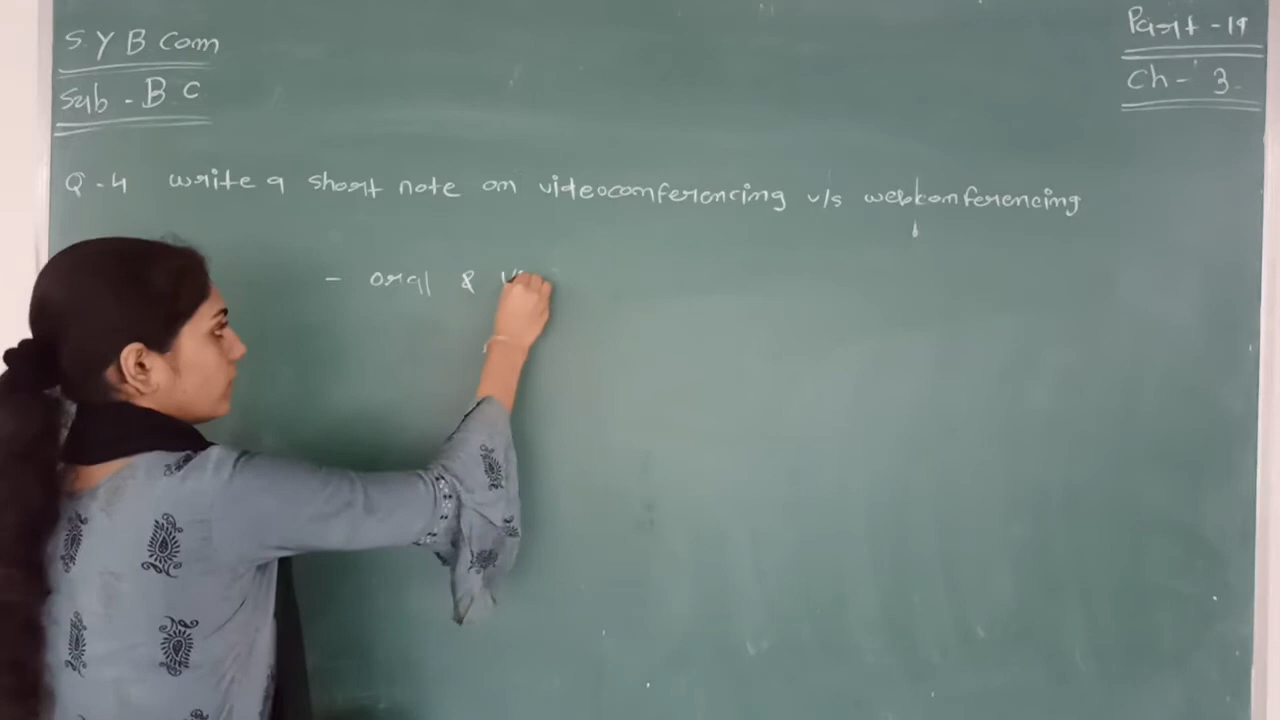 S Y B Com
Sub - B C
Part - 19
Ch - 3
Q - 4 write a short note on videoconferencing v/s webconferencing
- oral &